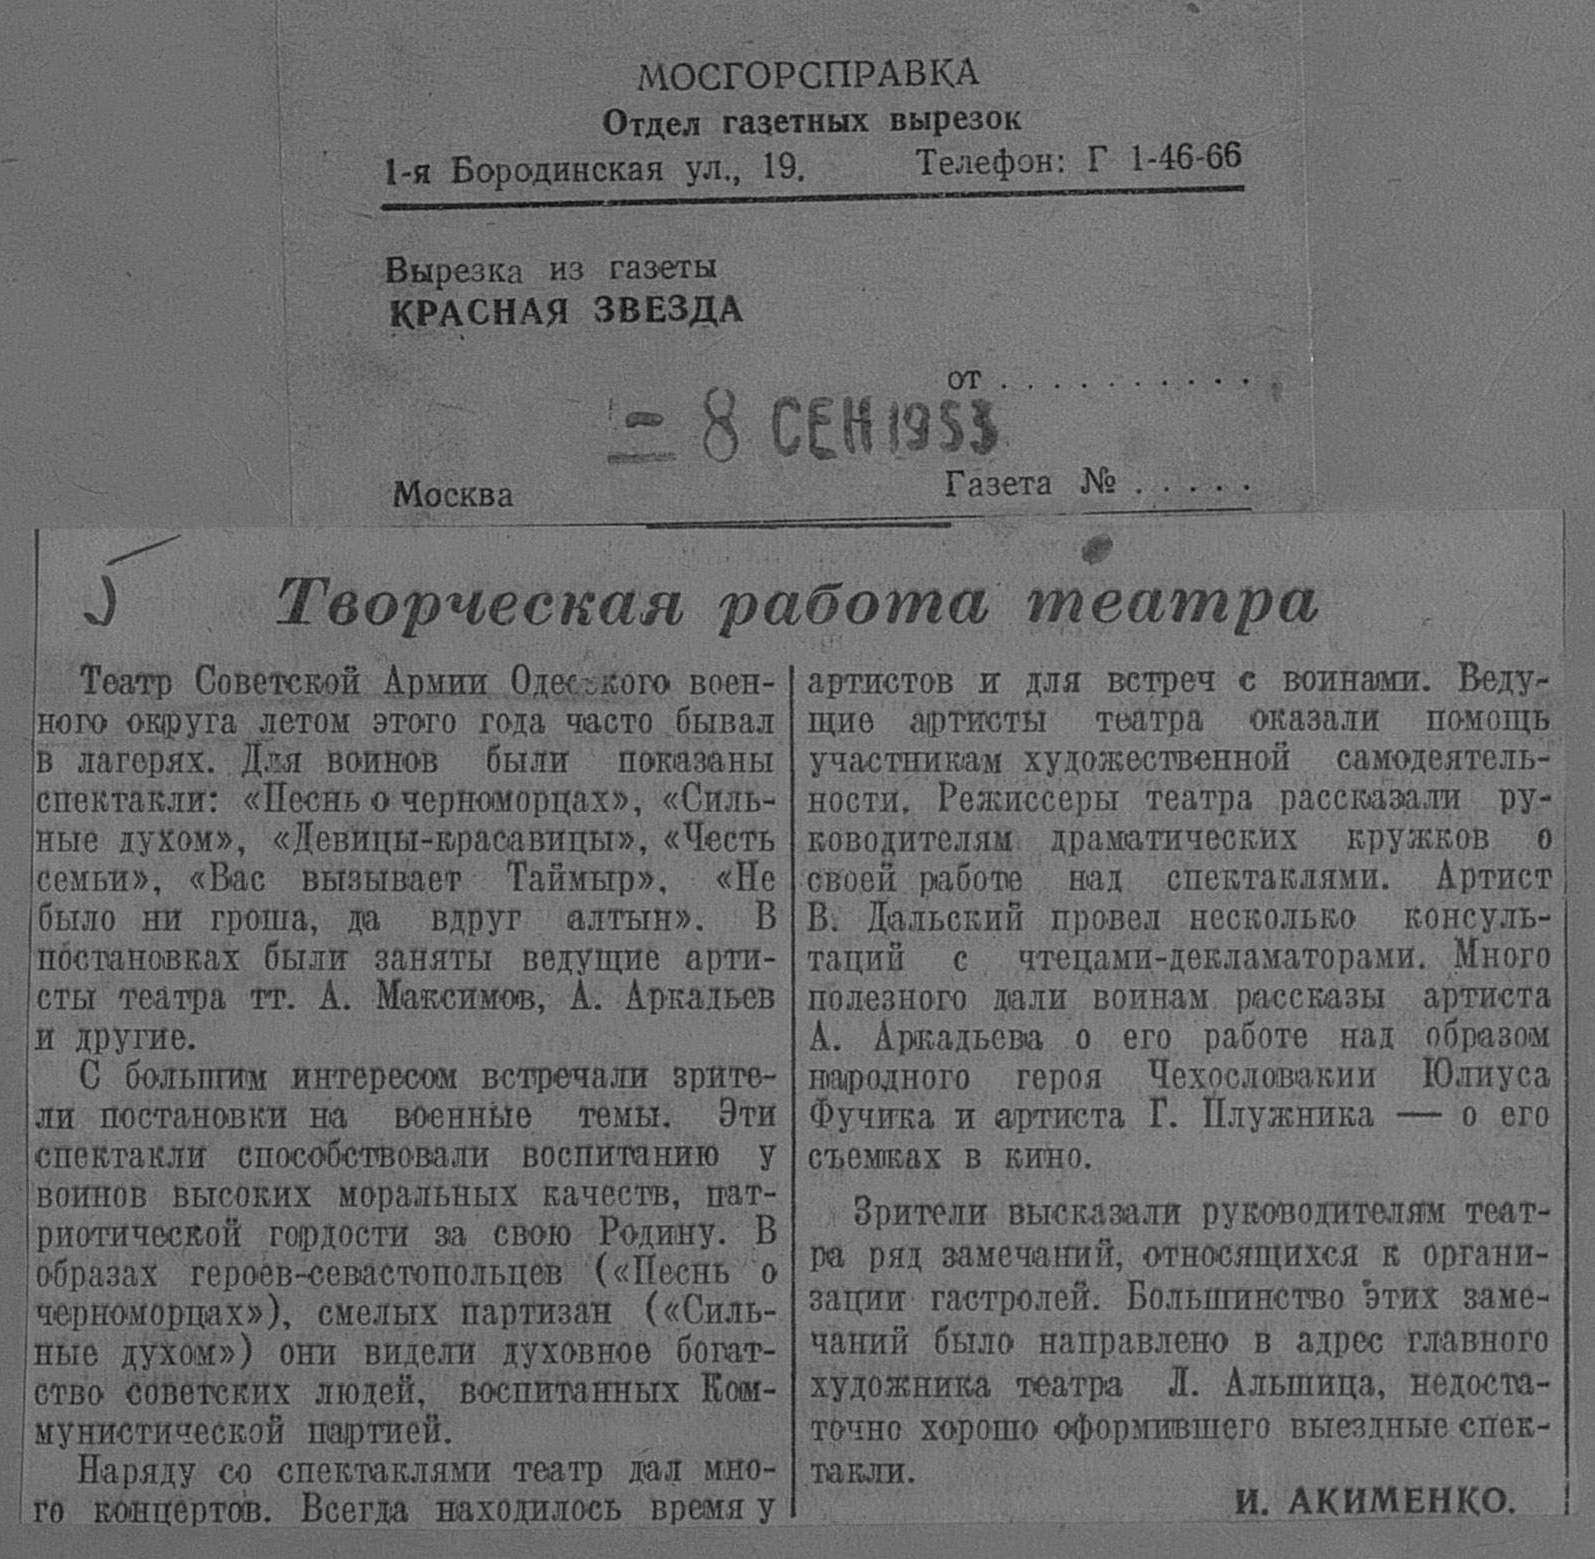 МОСГОРСПРАВКА
Отдел газетных вырезок
1-я Бородинская ул., 19. Телефон: Г 1-46-66
Вырезка из газеты
КРАСНАЯ ЗВЕЗДА
от . . . . . . . . . .
- 8 СЕН 1953
Москва Газета № . . . . .
Творческая работа театра
Театр Советской Армии Одесского воен-
ного округа летом этого года часто бывал
в лагерях. Для воинов были показаны
спектакли: «Песнь о черноморцах», «Силь-
ные духом», «Девицы-красавицы», «Честь
семьи», «Вас вызывает Таймыр», «Не
было ни гроша, да вдруг алтын». В
постановках были заняты ведущие арти-
сты театра тт. А. Максимов, А. Аркадьев
и другие.
С большим интересом встречали зрите-
ли постановки на военные темы. Эти
спектакли способствовали воспитанию у
воинов высоких моральных качеств, пат-
риотической гордости за свою Родину. В
образах героев-севастопольцев («Песнь о
черноморцах»), смелых партизан («Силь-
ные духом») они видели духовное богат-
ство советских людей, воспитанных Ком-
мунистической партией.
Наряду со спектаклями театр дал мно-
го концертов. Всегда находилось время у
артистов и для встреч с воинами. Веду-
щие артисты театра оказали помощь
участникам художественной самодеятель-
ности. Режиссеры театра рассказали ру-
ководителям драматических кружков о
своей работе над спектаклями. Артист
В. Дальский провел несколько консуль-
таций с чтецами-декламаторами. Много
полезного дали воинам рассказы артиста
А. Аркадьева о его работе над образом
народного героя Чехословакии Юлиуса
Фучика и артиста Г. Плужника — о его
съемках в кино.
Зрители высказали руководителям теат-
ра ряд замечаний, относящихся к органи-
зации гастролей. Большинство этих заме-
чаний было направлено в адрес главного
художника театра Л. Альшица, недоста-
точно хорошо оформившего выездные спек-
такли.
И. АКИМЕНКО.